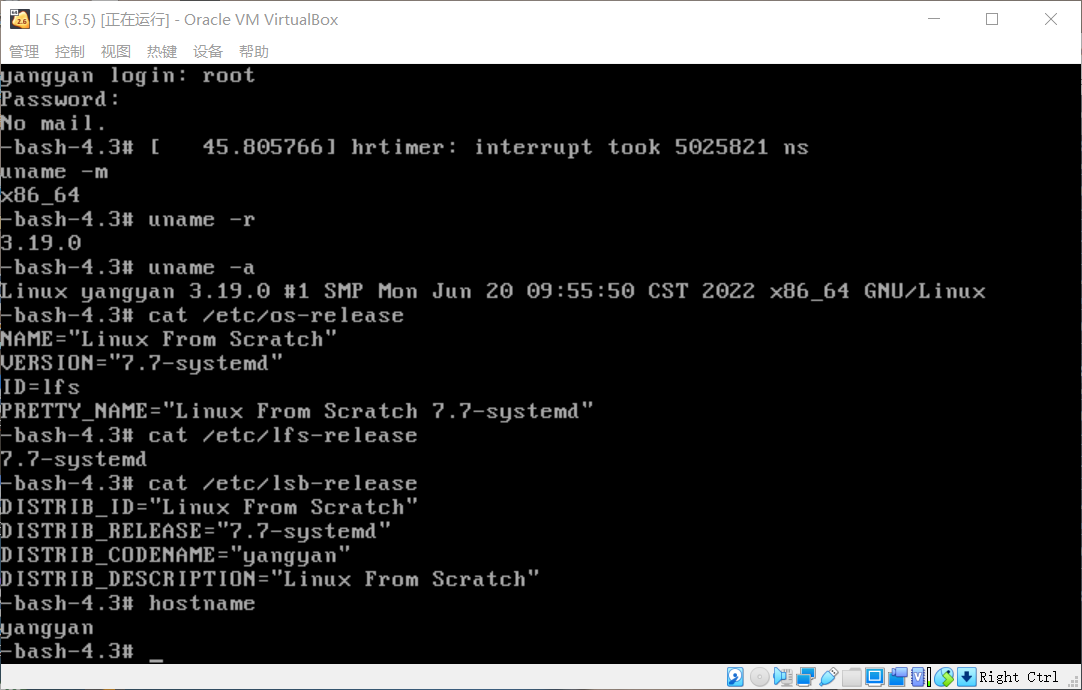 LFS (3.5) [正在运行] - Oracle VM VirtualBox
管理 控制 视图 热键 设备 帮助
yangyan login: root
Password:
No mail.
-bash-4.3# [   45.805766] hrtimer: interrupt took 5025821 ns
uname -m
x86_64
-bash-4.3# uname -r
3.19.0
-bash-4.3# uname -a
Linux yangyan 3.19.0 #1 SMP Mon Jun 20 09:55:50 CST 2022 x86_64 GNU/Linux
-bash-4.3# cat /etc/os-release
NAME="Linux From Scratch"
VERSION="7.7-systemd"
ID=lfs
PRETTY_NAME="Linux From Scratch 7.7-systemd"
-bash-4.3# cat /etc/lfs-release
7.7-systemd
-bash-4.3# cat /etc/lsb-release
DISTRIB_ID="Linux From Scratch"
DISTRIB_RELEASE="7.7-systemd"
DISTRIB_CODENAME="yangyan"
DISTRIB_DESCRIPTION="Linux From Scratch"
-bash-4.3# hostname
yangyan
-bash-4.3# _
Right Ctrl